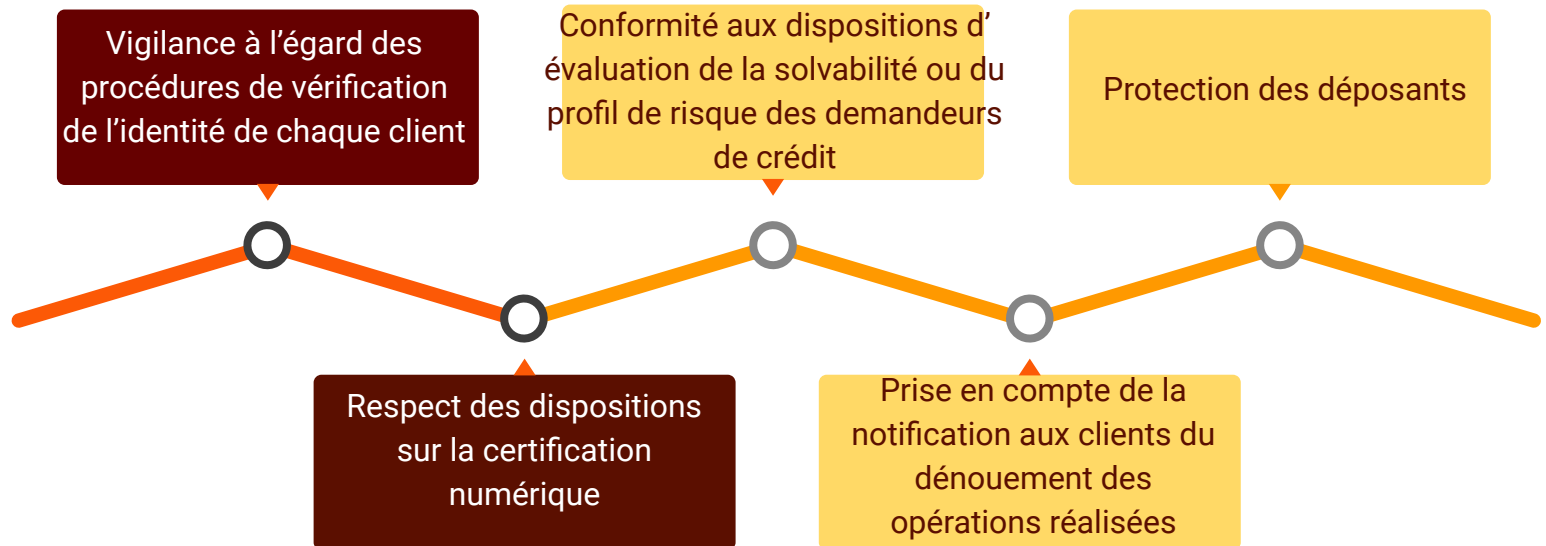 Vigilance à l’égard des
procédures de vérification
de l’identité de chaque client
Respect des dispositions
sur la certification
numérique
Conformité aux dispositions d’
évaluation de la solvabilité ou du
profil de risque des demandeurs
de crédit
Prise en compte de la
notification aux clients du
dénouement des
opérations réalisées
Protection des déposants